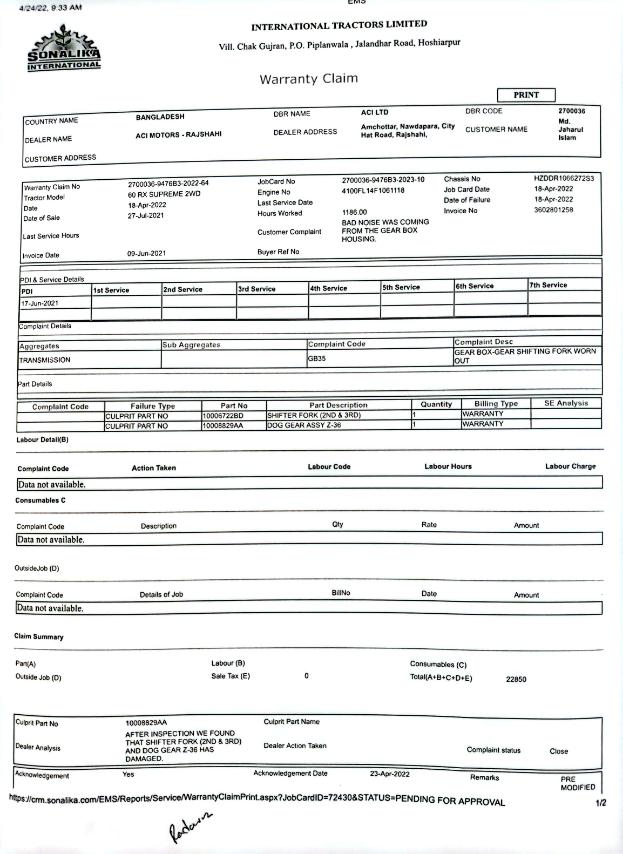 4/24/22, 9:33 AM
EMS
SONALIKA
INTERNATIONAL
INTERNATIONAL TRACTORS LIMITED
Vill. Chak Gujran, P.O. Piplanwala , Jalandhar Road, Hoshiarpur
Warranty Claim
PRINT
COUNTRY NAME BANGLADESH DBR NAME ACI LTD DBR CODE 2700036
DEALER NAME ACI MOTORS - RAJSHAHI DEALER ADDRESS Amchottar, Nawdapara, City Hat Road, Rajshahi, CUSTOMER NAME Md. Jaharul Islam
CUSTOMER ADDRESS
Warranty Claim No 2700036-9476B3-2022-64 JobCard No 2700036-9476B3-2023-10 Chassis No HZDDR1066272S3
Tractor Model 60 RX SUPREME 2WD Engine No 4100FL14F1061118 Job Card Date 18-Apr-2022
Date 18-Apr-2022 Last Service Date Date of Failure 18-Apr-2022
Date of Sale 27-Jul-2021 Hours Worked 1186.00 Invoice No 3602801258
Last Service Hours Customer Complaint BAD NOISE WAS COMING FROM THE GEAR BOX HOUSING.
Invoice Date 09-Jun-2021 Buyer Ref No
PDI & Service Details
PDI 1st Service 2nd Service 3rd Service 4th Service 5th Service 6th Service 7th Service
17-Jun-2021
Complaint Details
Aggregates Sub Aggregates Complaint Code Complaint Desc
TRANSMISSION GB35 GEAR BOX-GEAR SHIFTING FORK WORN OUT
Part Details
Complaint Code Failure Type Part No Part Description Quantity Billing Type SE Analysis
CULPRIT PART NO 10006722BD SHIFTER FORK (2ND & 3RD) 1 WARRANTY
CULPRIT PART NO 10008829AA DOG GEAR ASSY Z-36 1 WARRANTY
Labour Detail(B)
Complaint Code Action Taken Labour Code Labour Hours Labour Charge
Data not available.
Consumables C
Complaint Code Description Qty Rate Amount
Data not available.
OutsideJob (D)
Complaint Code Details of Job BillNo Date Amount
Data not available.
Claim Summary
Part(A) Labour (B) Consumables (C)
Outside Job (D) Sale Tax (E) 0 Total(A+B+C+D+E) 22850
Culprit Part No 10008829AA Culprit Part Name
Dealer Analysis AFTER INSPECTION WE FOUND THAT SHIFTER FORK (2ND & 3RD) AND DOG GEAR Z-36 HAS DAMAGED. Dealer Action Taken Complaint status Close
Acknowledgement Yes Acknowledgement Date 23-Apr-2022 Remarks PRE MODIFIED
https://crm.sonalika.com/EMS/Reports/Service/WarrantyClaimPrint.aspx?JobCardID=72430&STATUS=PENDING FOR APPROVAL 1/2